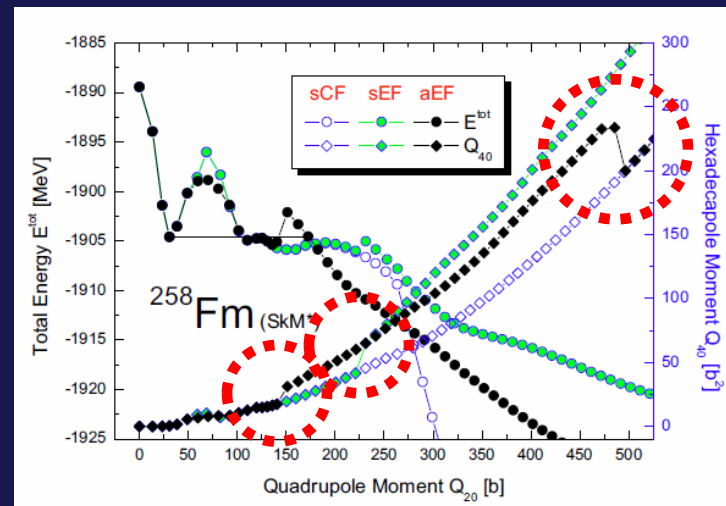 -1885
-1890
-1895
-1900
-1905
-1910
-1915
-1920
-1925
Total Energy E^tot [MeV]
sCF sEF aEF
E^tot
Q_40
^258Fm (SkM*)
300
250
200
150
100
50
0
Hexadecapole Moment Q_40 [b^2]
0 50 100 150 200 250 300 350 400 450 500
Quadrupole Moment Q_20 [b]